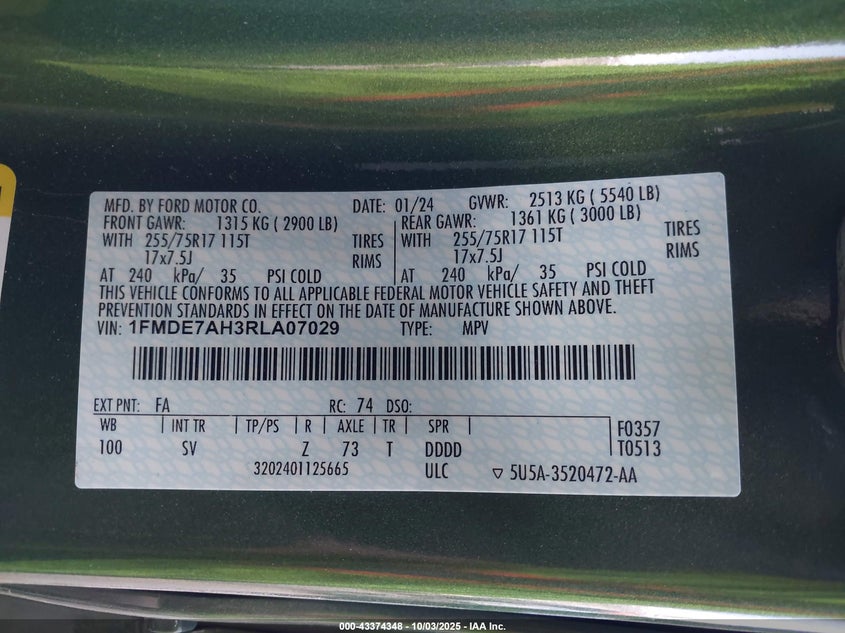 MFD. BY FORD MOTOR CO. DATE: 01/24 GVWR: 2513 KG ( 5540 LB)
FRONT GAWR: 1315 KG ( 2900 LB) REAR GAWR: 1361 KG ( 3000 LB)
WITH 255/75R17 115T TIRES WITH 255/75R17 115T TIRES
17x7.5J RIMS 17x7.5J RIMS
AT 240 kPa/ 35 PSI COLD AT 240 kPa/ 35 PSI COLD
THIS VEHICLE CONFORMS TO ALL APPLICABLE FEDERAL MOTOR VEHICLE SAFETY AND THEFT
PREVENTION STANDARDS IN EFFECT ON THE DATE OF MANUFACTURE SHOWN ABOVE.
VIN: 1FMDE7AH3RLA07029 TYPE: MPV
EXT PNT: FA RC: 74 DSO:
WB | INT TR | TP/PS | R | AXLE | TR | SPR F0357
100 SV Z 73 T DDDD T0513
3202401125665 ULC ▽ 5U5A-3520472-AA
000-43374348 - 10/03/2025 - IAA Inc.